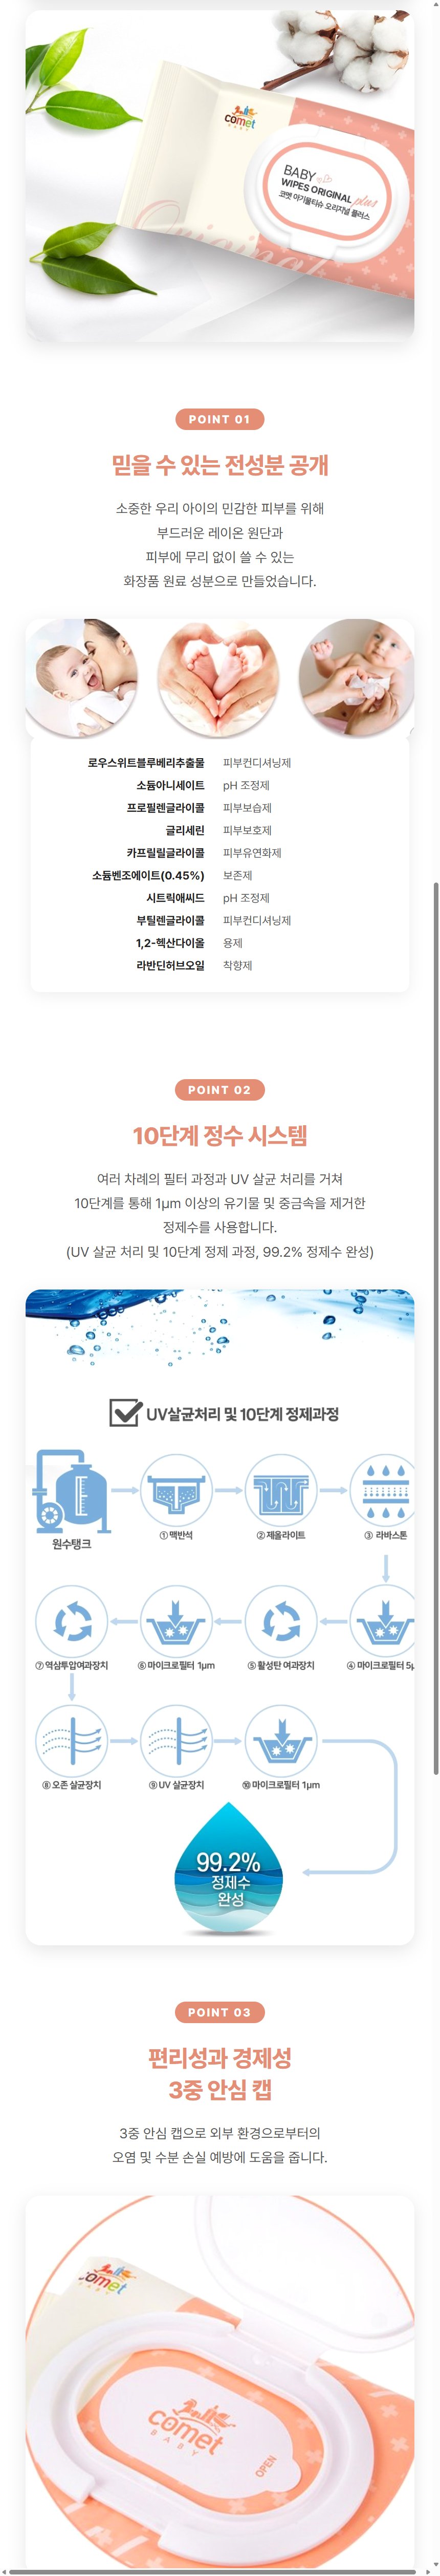 comet
BABY
BABY
WIPES ORIGINAL plus
코멧 아기물티슈 오리지널 플러스
Original
POINT 01
믿을 수 있는 전성분 공개
소중한 우리 아이의 민감한 피부를 위해
부드러운 레이온 원단과
피부에 무리 없이 쓸 수 있는
화장품 원료 성분으로 만들었습니다.
로우스위트블루베리추출물 피부컨디셔닝제
소듐아니세이트 pH 조정제
프로필렌글라이콜 피부보습제
글리세린 피부보호제
카프릴릴글라이콜 피부유연화제
소듐벤조에이트(0.45%) 보존제
시트릭애씨드 pH 조정제
부틸렌글라이콜 피부컨디셔닝제
1,2-헥산다이올 용제
라반딘허브오일 착향제
POINT 02
10단계 정수 시스템
여러 차례의 필터 과정과 UV 살균 처리를 거쳐
10단계를 통해 1μm 이상의 유기물 및 중금속을 제거한
정제수를 사용합니다.
(UV 살균 처리 및 10단계 정제 과정, 99.2% 정제수 완성)
UV살균처리 및 10단계 정제과정
원수탱크
① 맥반석
② 제올라이트
③ 라바스톤
④ 마이크로필터 5μ
⑤ 활성탄 여과장치
⑥ 마이크로필터 1μm
⑦ 역삼투압여과장치
⑧ 오존 살균장치
⑨ UV 살균장치
⑩ 마이크로필터 1μm
99.2%
정제수
완성
POINT 03
편리성과 경제성
3중 안심 캡
3중 안심 캡으로 외부 환경으로부터의
오염 및 수분 손실 예방에 도움을 줍니다.
comet
BABY
comet
BABY
OPEN